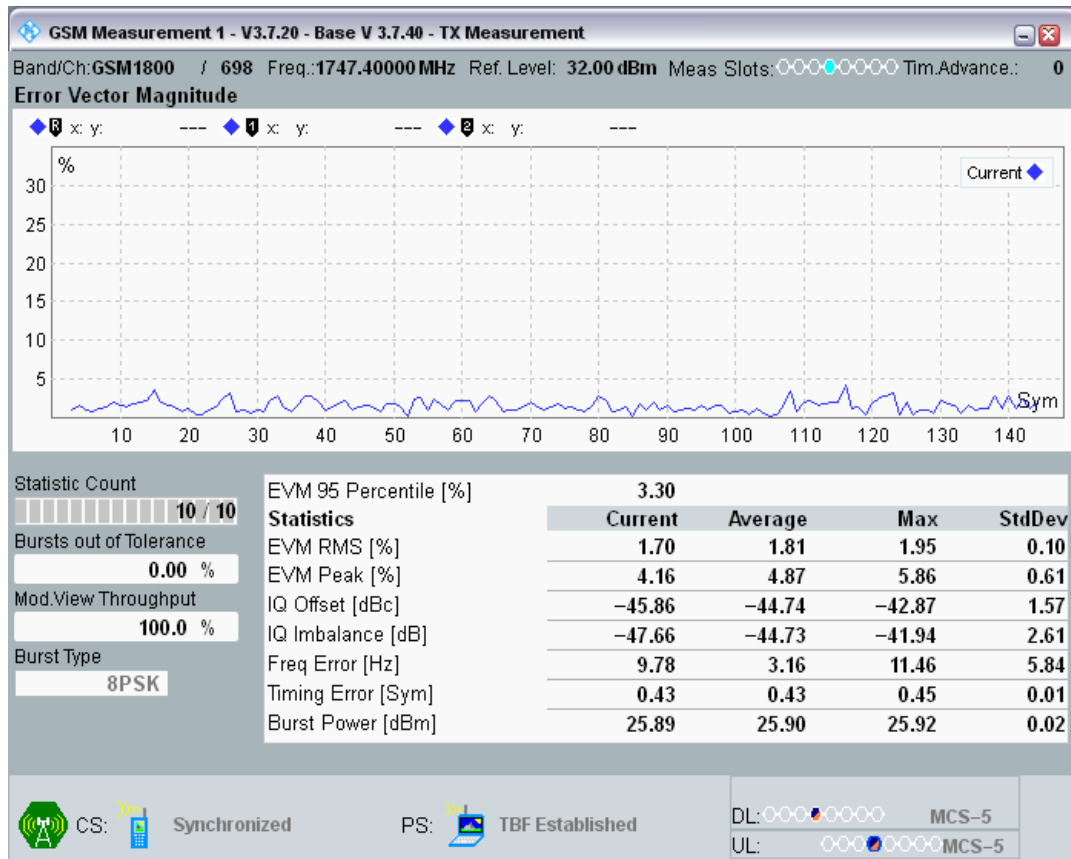 GSM Measurement 1 - V3.7.20 - Base V 3.7.40 - TX Measurement
Band/Ch:GSM1800 / 698 Freq.:1747.40000 MHz Ref. Level: 32.00 dBm Meas Slots: Tim.Advance.: 0
Error Vector Magnitude
R x: y: --- 1 x: y: --- 2 x: y: ---
%
Current
30
25
20
15
10
5
Sym
10 20 30 40 50 60 70 80 90 100 110 120 130 140
Statistic Count
10 / 10
Bursts out of Tolerance
0.00 %
Mod.View Throughput
100.0 %
Burst Type
8PSK
EVM 95 Percentile [%] 3.30
Statistics Current Average Max StdDev
EVM RMS [%] 1.70 1.81 1.95 0.10
EVM Peak [%] 4.16 4.87 5.86 0.61
IQ Offset [dBc] −45.86 −44.74 −42.87 1.57
IQ Imbalance [dB] −47.66 −44.73 −41.94 2.61
Freq Error [Hz] 9.78 3.16 11.46 5.84
Timing Error [Sym] 0.43 0.43 0.45 0.01
Burst Power [dBm] 25.89 25.90 25.92 0.02
CS: Synchronized PS: TBF Established
DL: MCS−5
UL: MCS−5